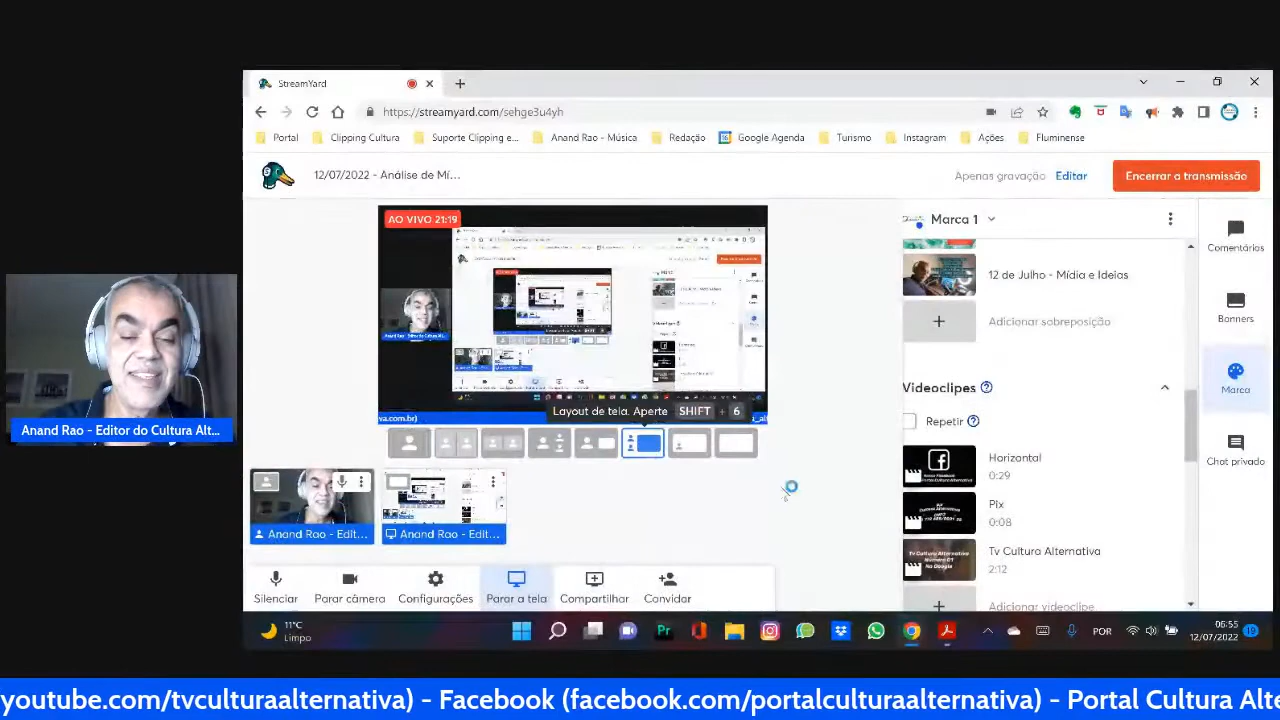 StreamYard
https://streamyard.com/sehge3u4yh
Portal
Clipping Cultura
Suporte Clipping e...
Anand Rao - Música
Redação
Google Agenda
Turismo
Instagram
Ações
Fluminense
12/07/2022 - Análise de Mí...
Apenas gravação
Editar
Encerrar a transmissão
AO VIVO 21:19
Marca 1
Comentários
12 de Julho - Mídia e Ideias
Adicionar sobreposição
Banners
Videoclipes
Marca
Repetir
Layout de tela. Aperte SHIFT + 6
Anand Rao - Editor do Cultura Alt...
Horizontal
0:29
Chat privado
Pix
0:08
Anand Rao - Edit...
Anand Rao - Edit...
Tv Cultura Alternativa
2:12
Silenciar
Parar câmera
Configurações
Parar a tela
Compartilhar
Convidar
Adicionar videoclipe
11°C
Limpo
POR
06:55
12/07/2022
youtube.com/tvculturaalternativa) - Facebook (facebook.com/portalculturaalternativa) - Portal Cultura Alte